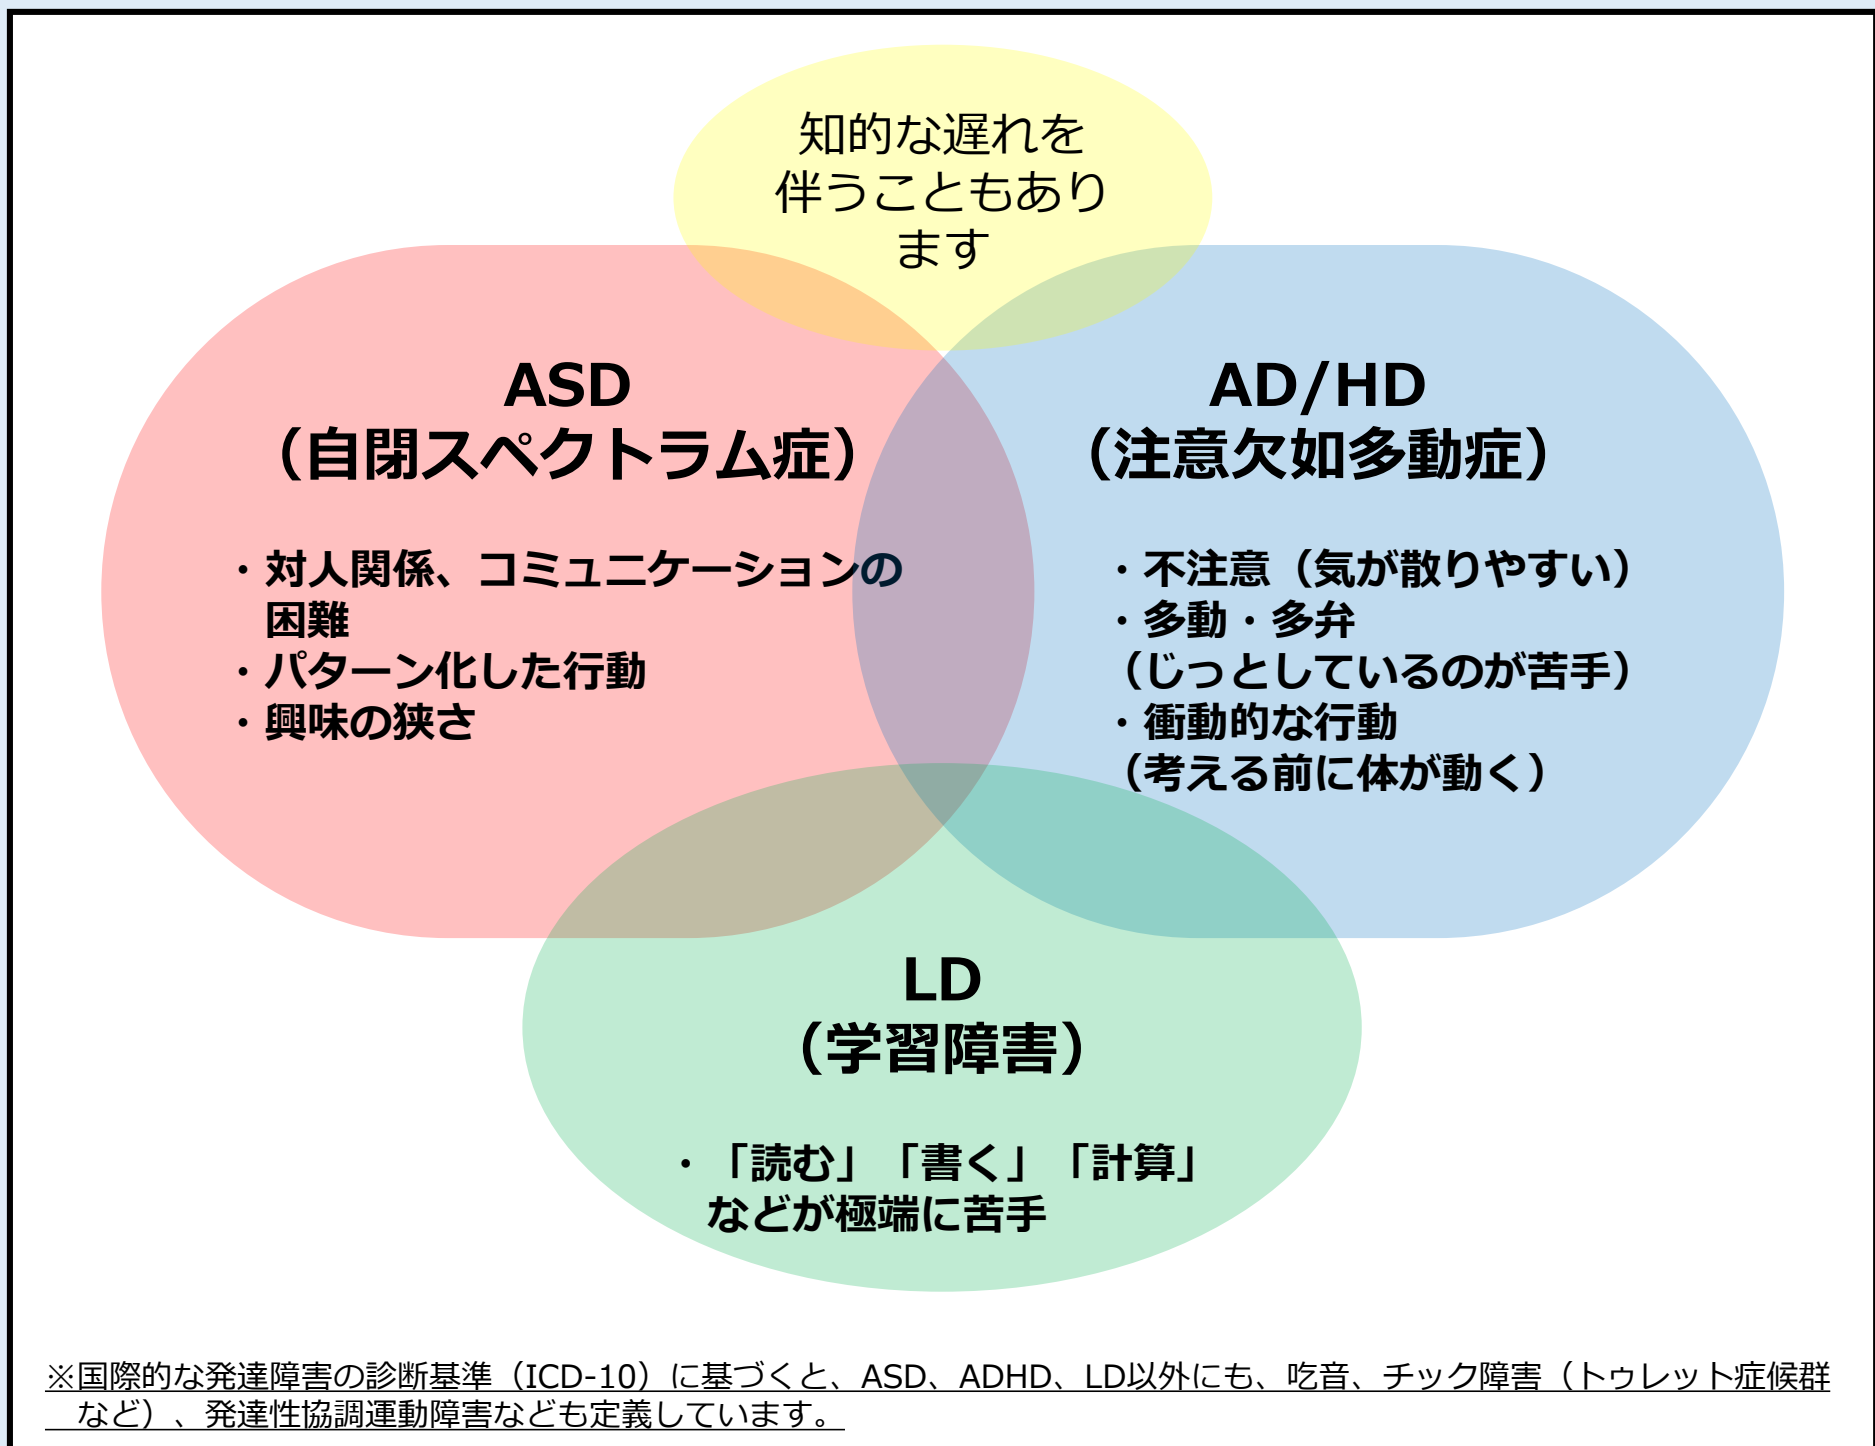 知的な遅れを
伴うこともあり
ます
ASD
（自閉スペクトラム症）
・対人関係、コミュニケーションの
困難
・パターン化した行動
・興味の狭さ
AD/HD
（注意欠如多動症）
・不注意（気が散りやすい）
・多動・多弁
（じっとしているのが苦手）
・衝動的な行動
（考える前に体が動く）
LD
（学習障害）
・「読む」「書く」「計算」
などが極端に苦手
※国際的な発達障害の診断基準（ICD-10）に基づくと、ASD、ADHD、LD以外にも、吃音、チック障害（トゥレット症候群
など）、発達性協調運動障害なども定義しています。